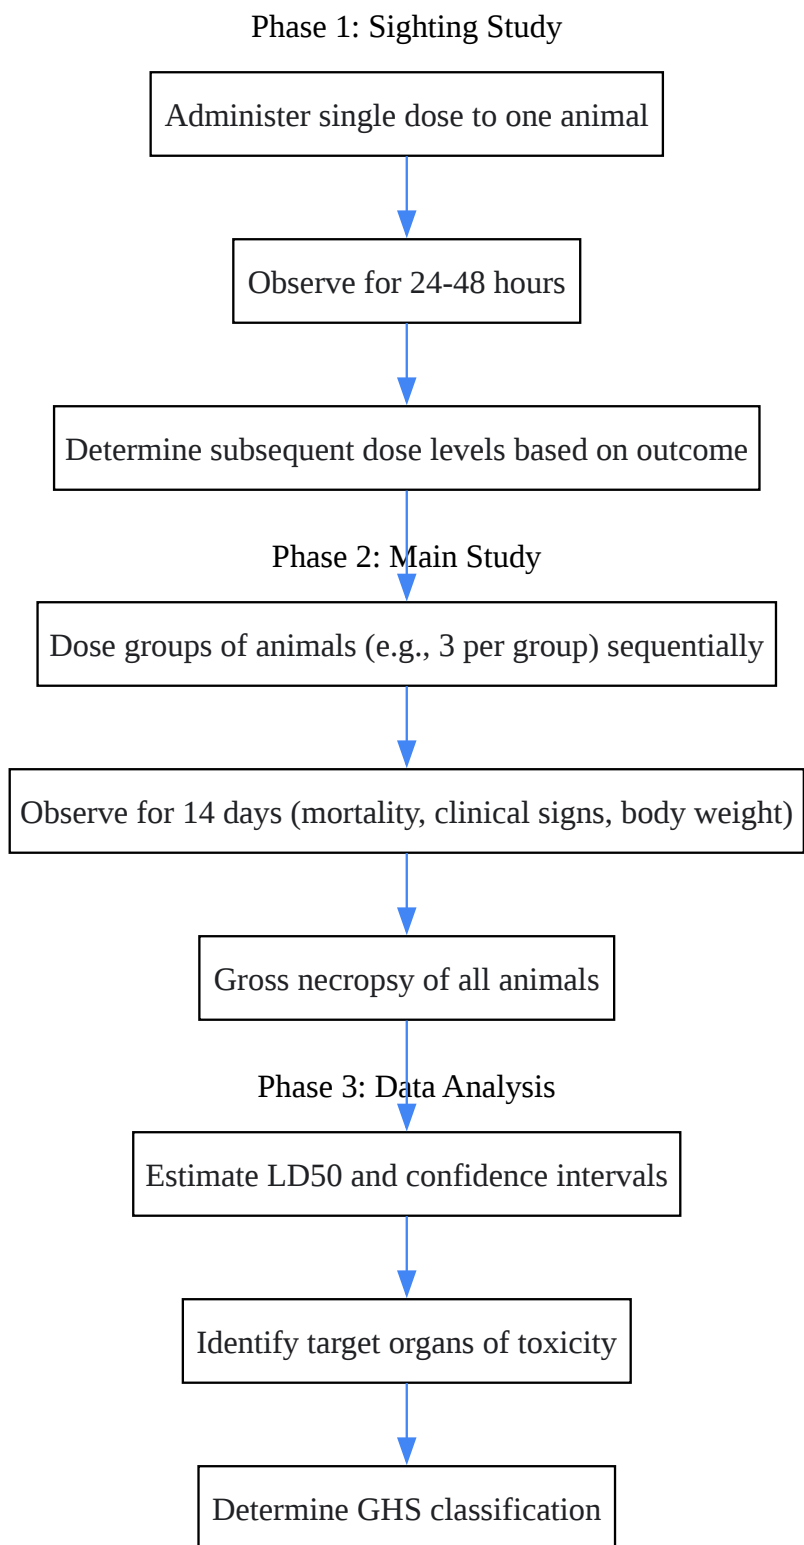 Phase 1: Sighting Study
Administer single dose to one animal
Observe for 24-48 hours
Determine subsequent dose levels based on outcome
Phase 2: Main Study
Dose groups of animals (e.g., 3 per group) sequentially
Observe for 14 days (mortality, clinical signs, body weight)
Gross necropsy of all animals
Phase 3: Data Analysis
Estimate LD50 and confidence intervals
Identify target organs of toxicity
Determine GHS classification